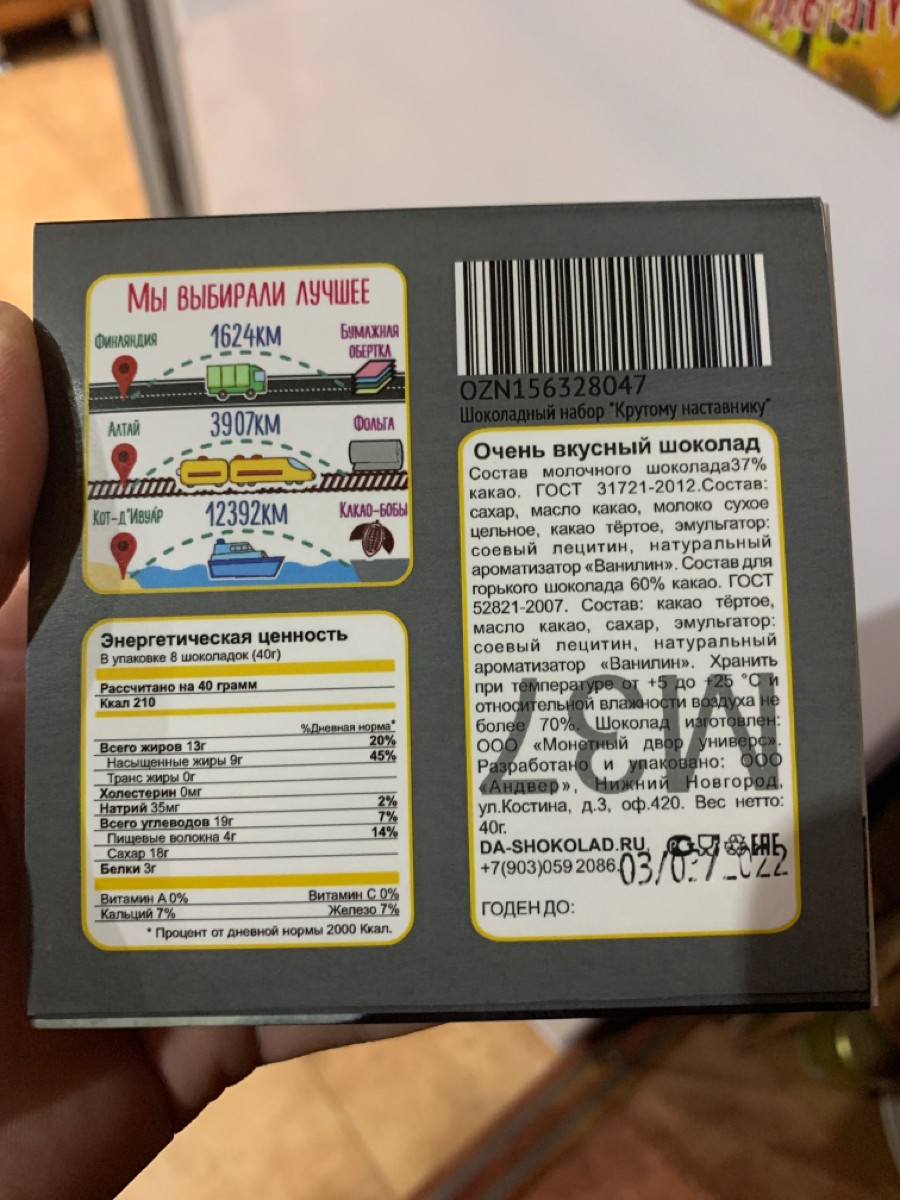 Мы выбирали лучшее
Финляндия
1624км
Бумажная
обертка
Алтай
3907км
Фольга
Кот-д'Ивуар
12392км
Какао-бобы
Энергетическая ценность
В упаковке 8 шоколадок (40г)
Рассчитано на 40 грамм
Ккал 210
%Дневная норма*
Всего жиров 13г 20%
Насыщенные жиры 9г 45%
Транс жиры 0г
Холестерин 0мг
Натрий 35мг 2%
Всего углеводов 19г 7%
Пищевые волокна 4г 14%
Сахар 18г
Белки 3г
Витамин А 0% Витамин С 0%
Кальций 7% Железо 7%
* Процент от дневной нормы 2000 Ккал.
OZN156328047
Шоколадный набор "Крутому наставнику"
Очень вкусный шоколад
Состав молочного шоколада37%
какао. ГОСТ 31721-2012.Состав:
сахар, масло какао, молоко сухое
цельное, какао тёртое, эмульгатор:
соевый лецитин, натуральный
ароматизатор «Ванилин». Состав для
горького шоколада 60% какао. ГОСТ
52821-2007. Состав: какао тёртое,
масло какао, сахар, эмульгатор:
соевый лецитин, натуральный
ароматизатор «Ванилин». Хранить
при температуре от +5 до +25 °С и
относительной влажности воздуха не
более 70%. Шоколад изготовлен:
ООО «Монетный двор универс».
Разработано и упаковано: ООО
«Андвер», Нижний Новгород,
ул.Костина, д.3, оф.420. Вес нетто:
40г.
DA-SHOKOLAD.RU
+7(903)059 2086
ГОДЕН ДО: